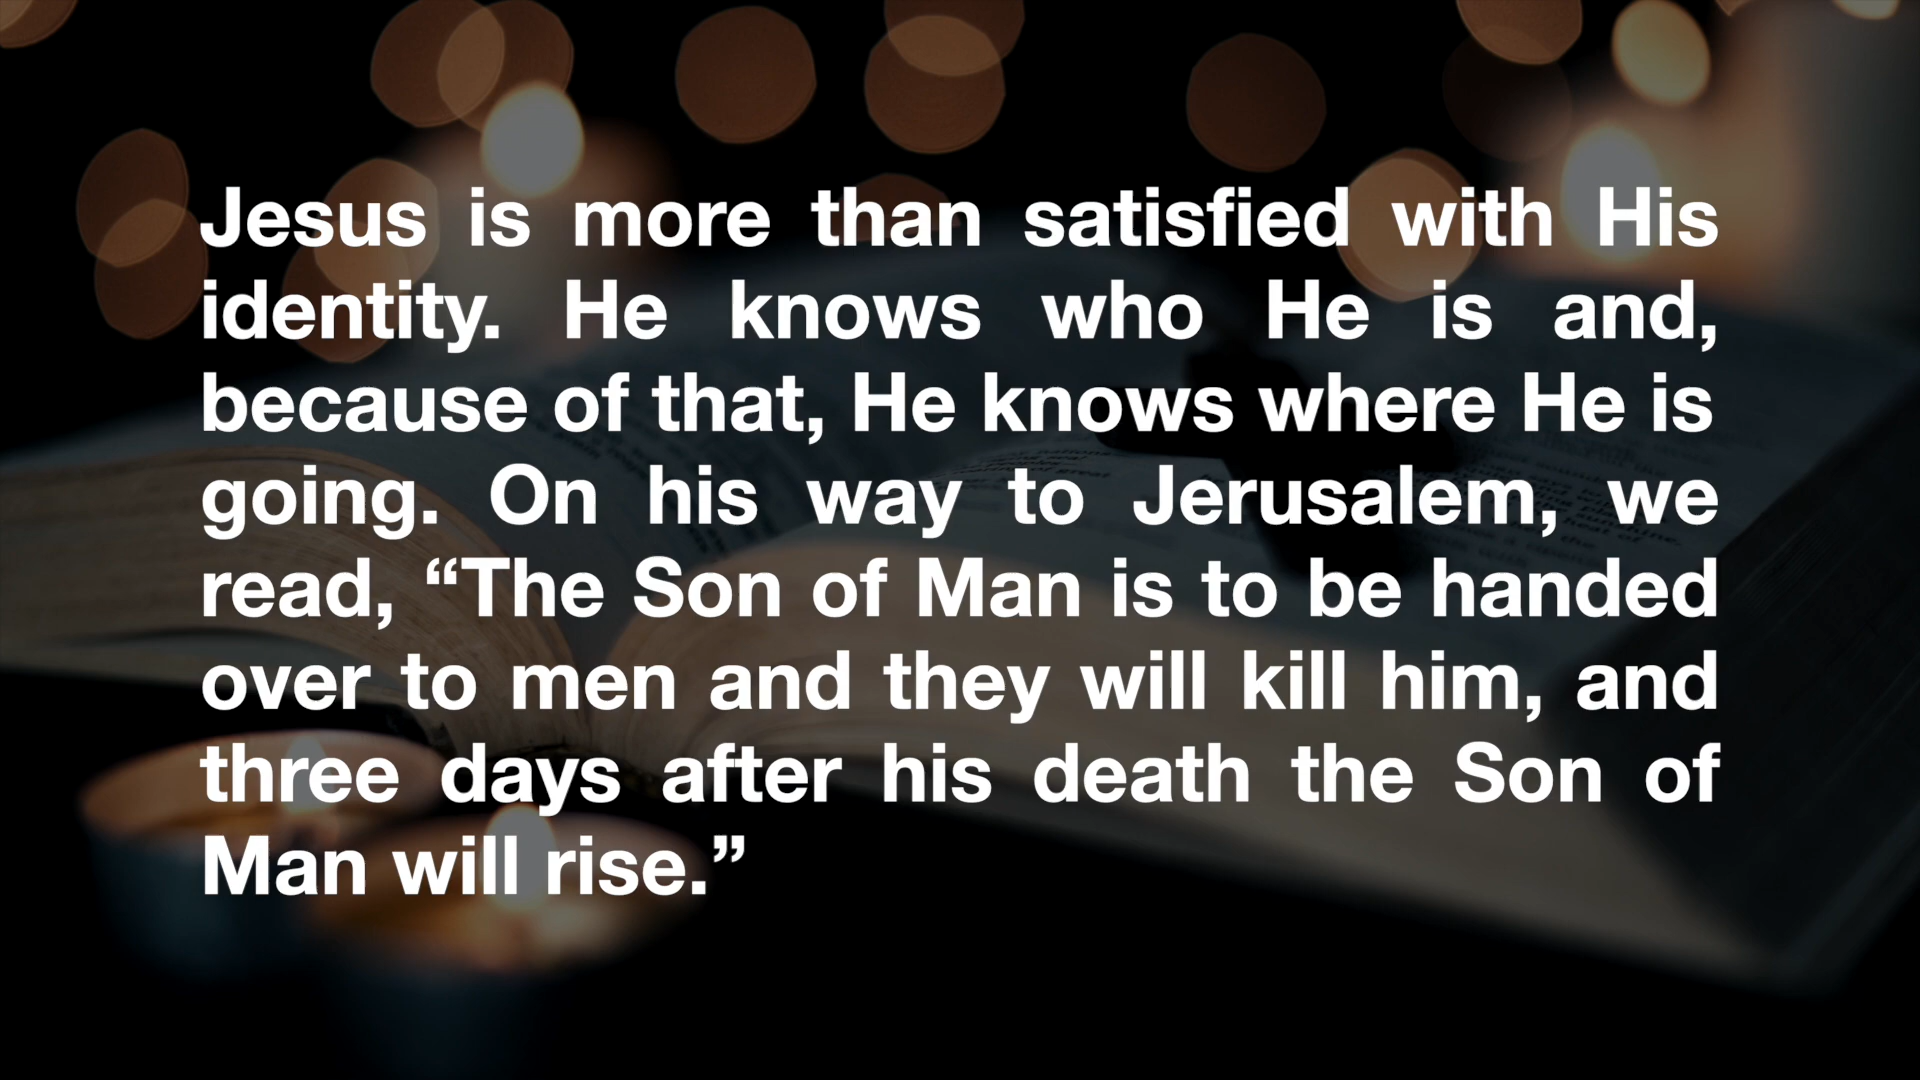 Jesus is more than satisfied with His
identity. He knows who He is and,
because of that, He knows where He is
going. On his way to Jerusalem, we
read, “The Son of Man is to be handed
over to men and they will kill him, and
three days after his death the Son of
Man will rise.”